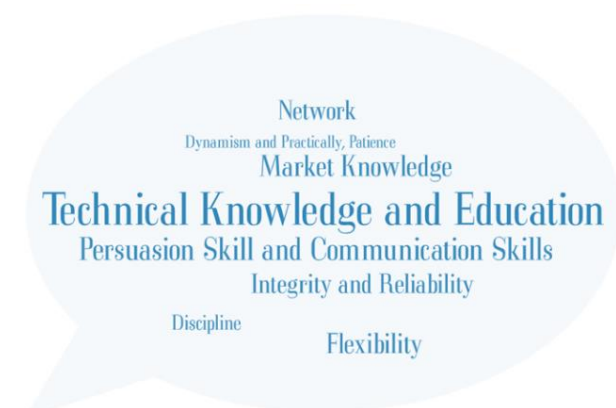 Network
Dynamism and Practically, Patience
Market Knowledge
Technical Knowledge and Education
Persuasion Skill and Communication Skills
Integrity and Reliability
Discipline
Flexibility